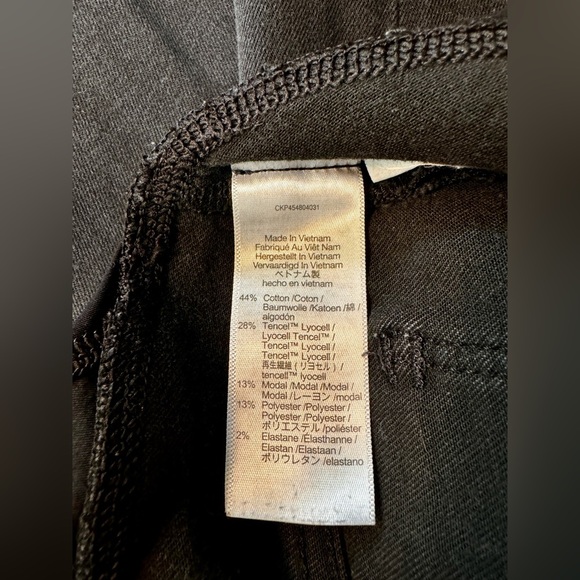 CKP454804031
Made In Vietnam
Fabriqué Au Viêt Nam
Hergestellt In Vietnam
Vervaardigd In Vietnam
ベトナム製
hecho en vietnam
44% Cotton /Coton /
Baumwolle /Katoen /綿 /
algodón
28% Tencel™ Lyocell /
Lyocell Tencel™ /
Tencel™ Lyocell /
Tencel™ Lyocell /
再生繊維 ( リヨセル ) /
tencel™ lyocell
13% Modal /Modal /Modal /
Modal /レーヨン /modal
13% Polyester /Polyester /
Polyester /Polyester /
ポリエステル /poliéster
2% Elastane /Élasthanne /
Elastan /Elastaan /
ポリウレタン /elastano